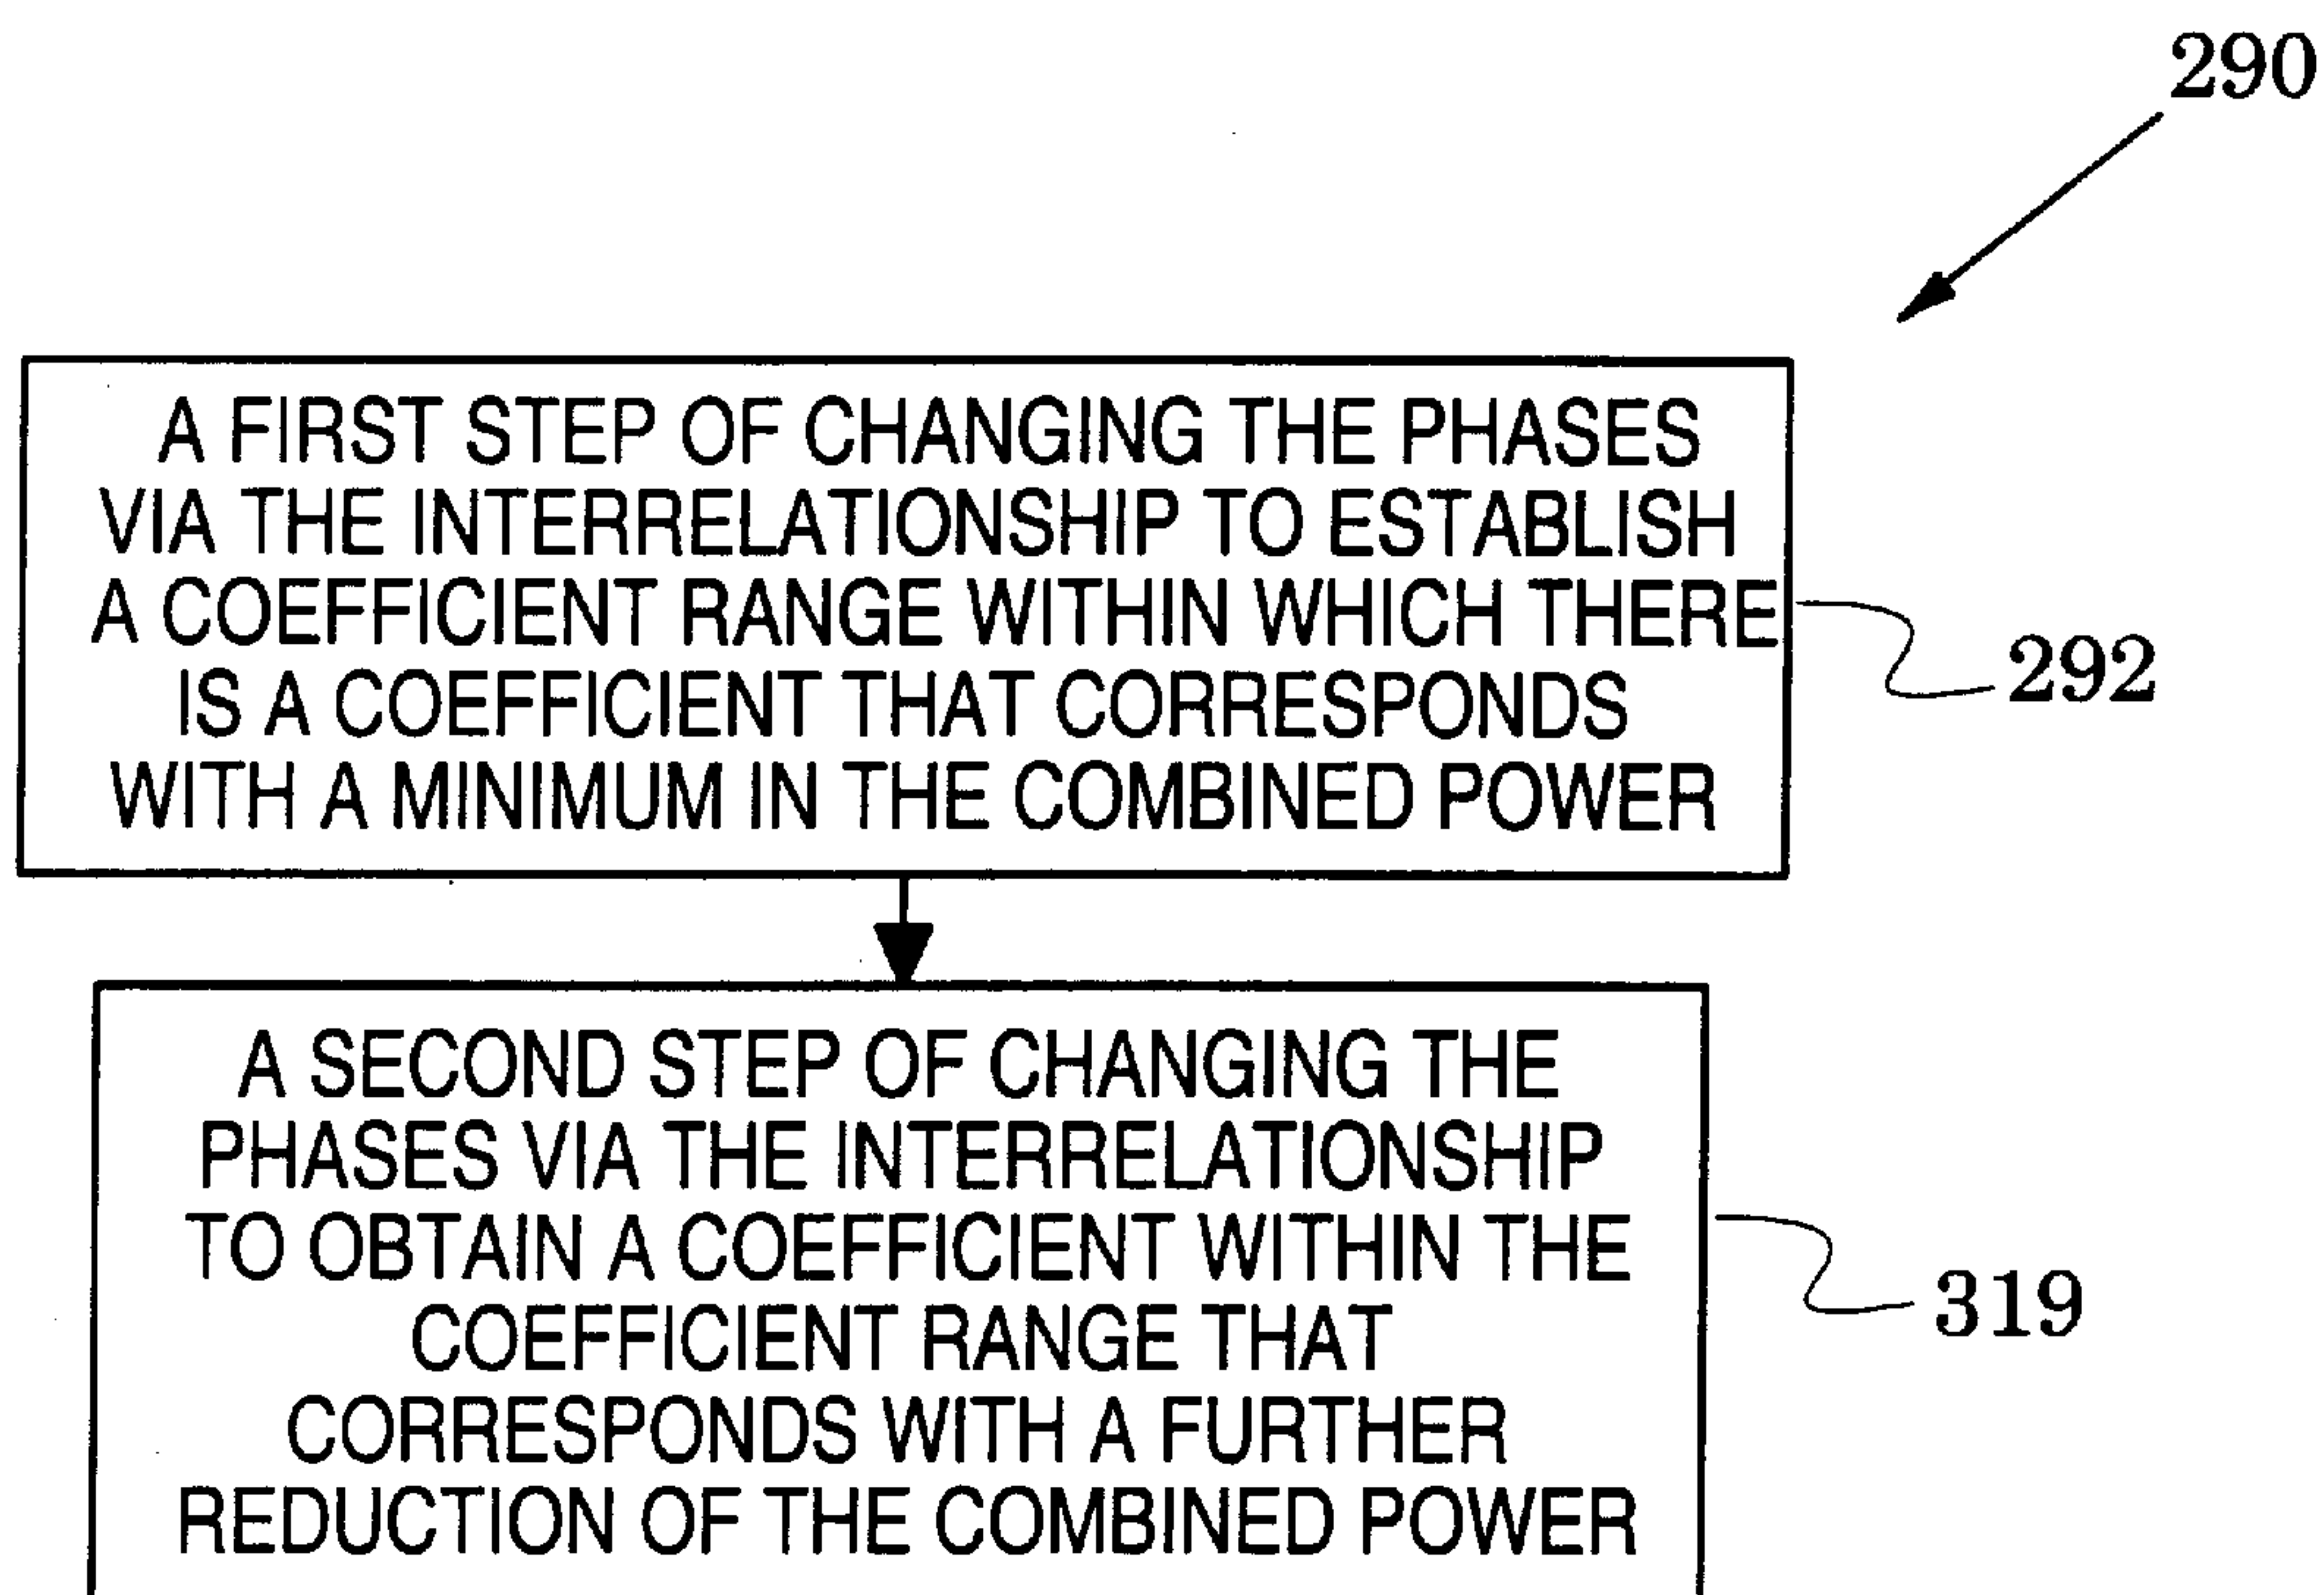 290
A FIRST STEP OF CHANGING THE PHASES
VIA THE INTERRELATIONSHIP TO ESTABLISH
A COEFFICIENT RANGE WITHIN WHICH THERE
IS A COEFFICIENT THAT CORRESPONDS
WITH A MINIMUM IN THE COMBINED POWER
292
A SECOND STEP OF CHANGING THE
PHASES VIA THE INTERRELATIONSHIP
TO OBTAIN A COEFFICIENT WITHIN THE
COEFFICIENT RANGE THAT
CORRESPONDS WITH A FURTHER
REDUCTION OF THE COMBINED POWER
319